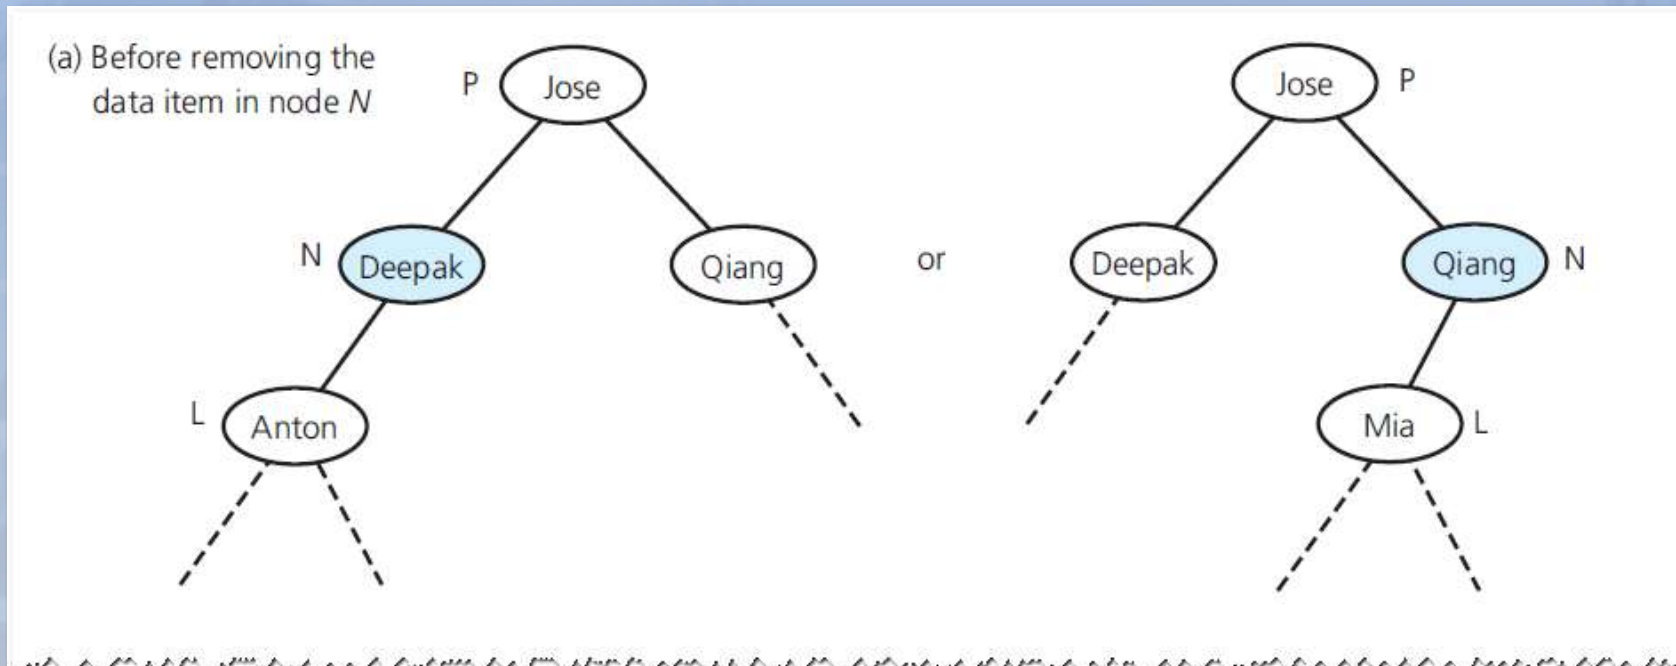 (a) Before removing the
data item in node N
P Jose
Jose P
N Deepak
Qiang
or
Deepak
Qiang N
L Anton
Mia L